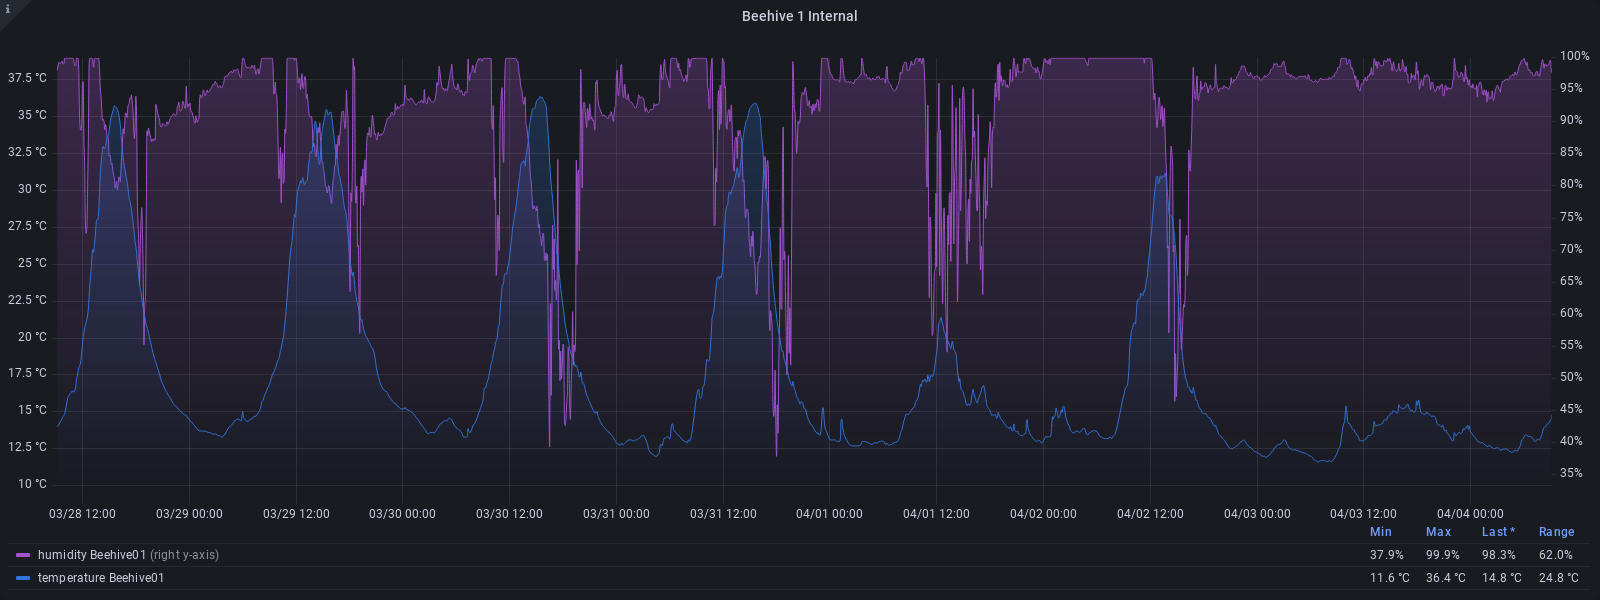 i
Beehive 1 Internal
37.5 °C
35 °C
32.5 °C
30 °C
27.5 °C
25 °C
22.5 °C
20 °C
17.5 °C
15 °C
12.5 °C
10 °C
100%
95%
90%
85%
80%
75%
70%
65%
60%
55%
50%
45%
40%
35%
03/28 12:00 03/29 00:00 03/29 12:00 03/30 00:00 03/30 12:00 03/31 00:00 03/31 12:00 04/01 00:00 04/01 12:00 04/02 00:00 04/02 12:00 04/03 00:00 04/03 12:00 04/04 00:00
Min Max Last * Range
humidity Beehive01 (right y-axis) 37.9% 99.9% 98.3% 62.0%
temperature Beehive01 11.6 °C 36.4 °C 14.8 °C 24.8 °C